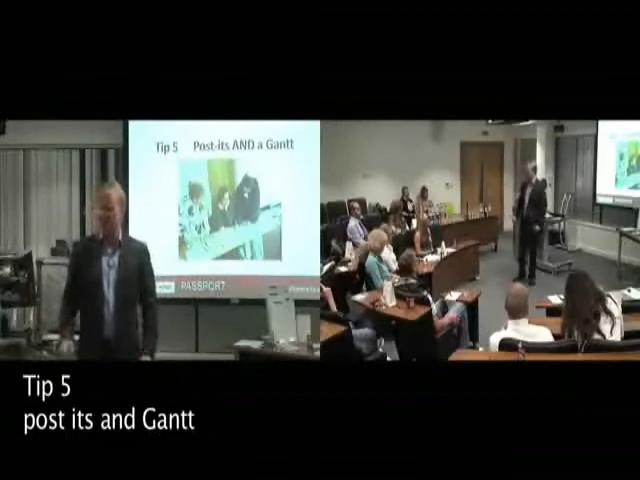 Tip 5 Post-its AND a Gantt
PASSPORT
Tip 5
post its and Gantt